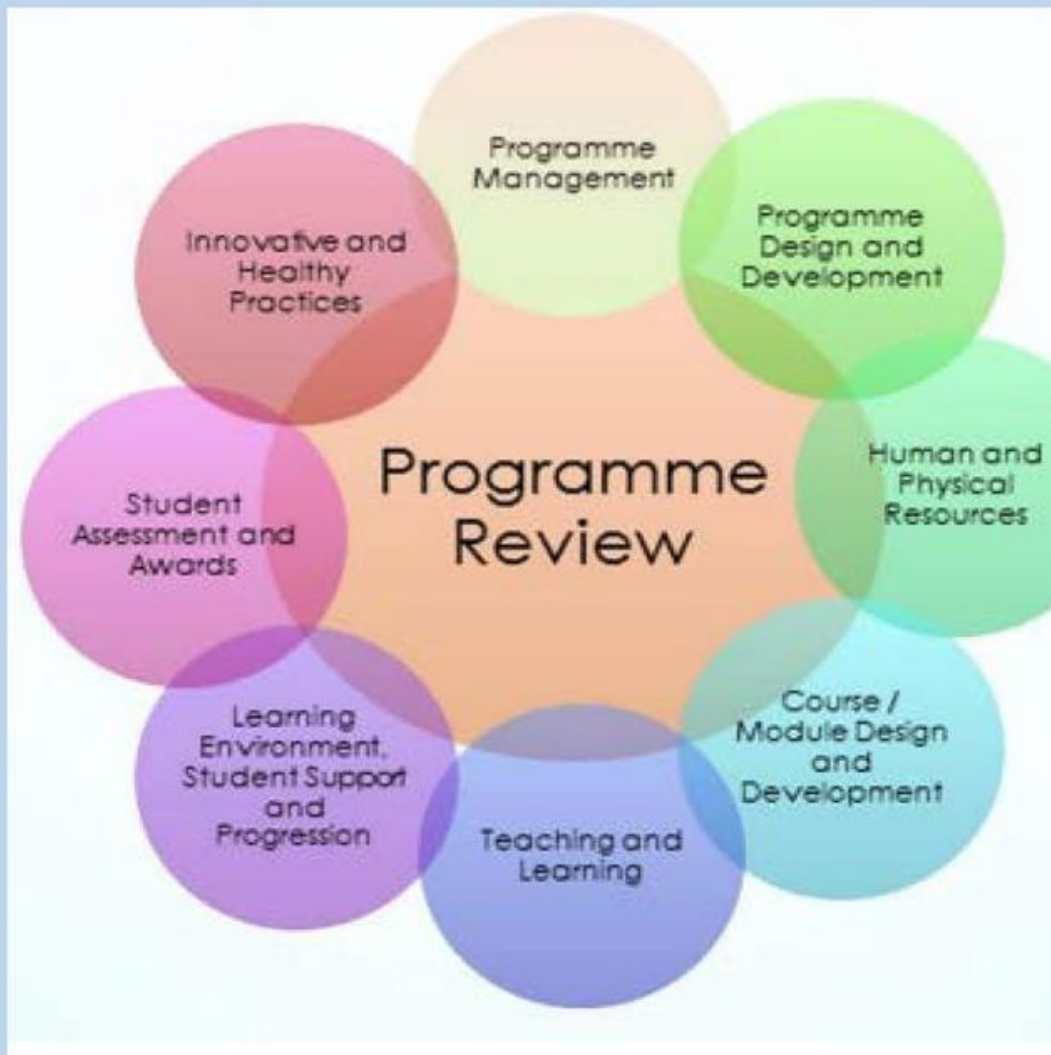 Programme
Management
Programme
Design and
Development
Human and
Physical
Resources
Course /
Module Design
and
Development
Teaching and
Learning
Learning
Environment,
Student Support
and
Progression
Student
Assessment and
Awards
Innovative and
Healthy
Practices
Programme
Review